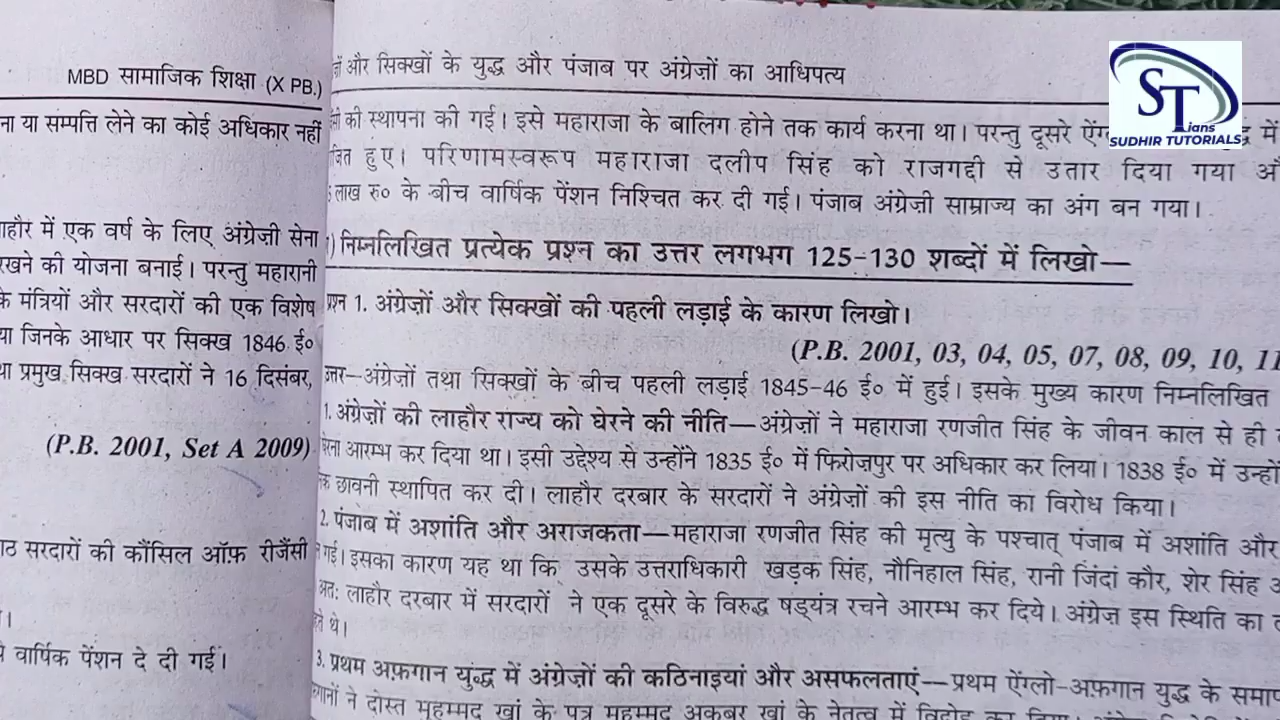 MBD सामाजिक शिक्षा (X PB.)
या सम्पत्ति लेने का कोई अधिकार नहीं
में एक वर्ष के लिए अंग्रेज़ी सेना
रखने की योजना बनाई। परन्तु महारानी
के मंत्रियों और सरदारों की एक विशेष
जिनके आधार पर सिक्ख 1846 ई०
प्रमुख सिक्ख सरदारों ने 16 दिसंबर,
(P.B. 2001, Set A 2009)
सरदारों की कौंसिल ऑफ़ रीजैंसी
वार्षिक पेंशन दे दी गई।
और सिक्खों के युद्ध और पंजाब पर अंग्रेजों का आधिपत्य
की स्थापना की गई। इसे महाराजा के बालिग होने तक कार्य करना था। परन्तु दूसरे में
हुए। परिणामस्वरूप महाराजा दलीप सिंह को राजगद्दी से उतार दिया गया
लाख रु० के बीच वार्षिक पेंशन निश्चित कर दी गई। पंजाब अंग्रेज़ी साम्राज्य का अंग बन गया।
निम्नलिखित प्रत्येक प्रश्न का उत्तर लगभग 125-130 शब्दों में लिखो—
प्रश्न 1. अंग्रेज़ों और सिक्खों की पहली लड़ाई के कारण लिखो।
(P.B. 2001, 03, 04, 05, 07, 08, 09, 10, 11
उत्तर—अंग्रेज़ों तथा सिक्खों के बीच पहली लड़ाई 1845-46 ई० में हुई। इसके मुख्य कारण निम्नलिखित
1. अंग्रेज़ों की लाहौर राज्य को घेरने की नीति—अंग्रेज़ों ने महाराजा रणजीत सिंह के जीवन काल से ही
आरम्भ कर दिया था। इसी उद्देश्य से उन्होंने 1835 ई० में फिरोज़पुर पर अधिकार कर लिया। 1838 ई० में
छावनी स्थापित कर दी। लाहौर दरबार के सरदारों ने अंग्रेज़ों की इस नीति का विरोध किया।
2. पंजाब में अशांति और अराजकता—महाराजा रणजीत सिंह की मृत्यु के पश्चात् पंजाब में अशांति और
गई। इसका कारण यह था कि उसके उत्तराधिकारी खड़क सिंह, नौनिहाल सिंह, रानी जिंदां कौर, शेर सिंह
अतः लाहौर दरबार में सरदारों ने एक दूसरे के विरुद्ध षड्यंत्र रचने आरम्भ कर दिये। अंग्रेज़ इस स्थिति का
थे।
3. प्रथम अफ़गान युद्ध में अंग्रेज़ों की कठिनाइयां और असफलताएं—प्रथम ऐंग्लो-अफ़गान युद्ध के
ने दोस्त मुहम्मद खां के पुत्र मुहम्मद अकबर खां के नेतृत्व में
ST
ians
SUDHIR TUTORIALS